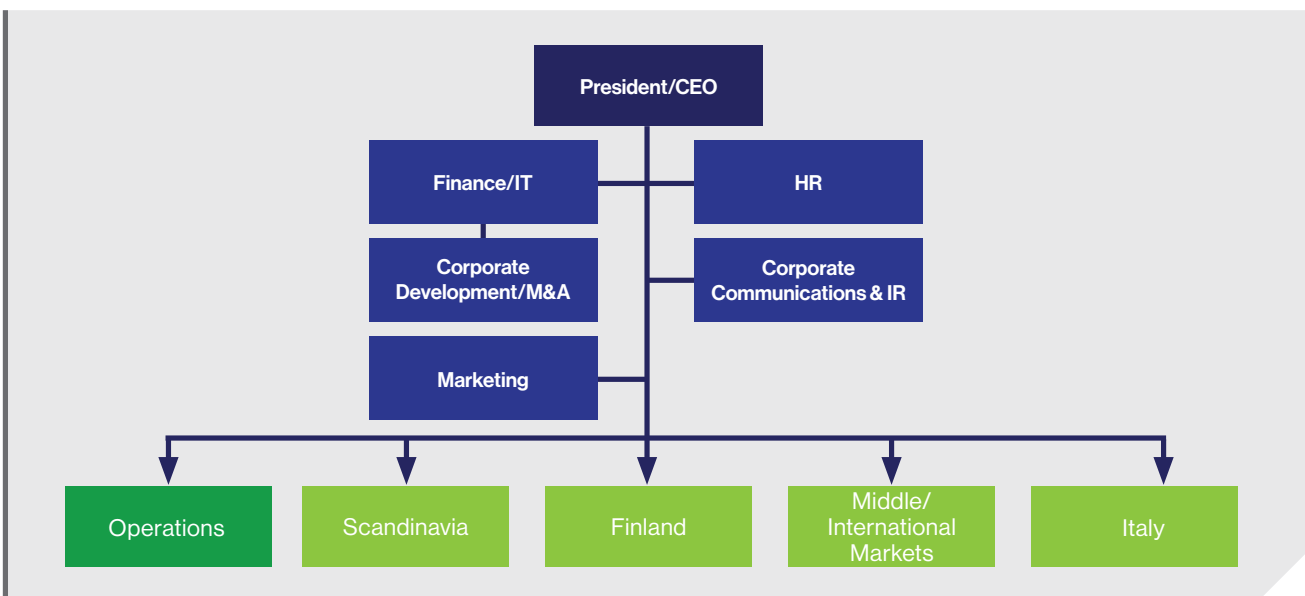 President/CEO
Finance/IT
HR
Corporate
Development/M&A
Corporate
Communications & IR
Marketing
Operations
Scandinavia
Finland
Middle/
International
Markets
Italy